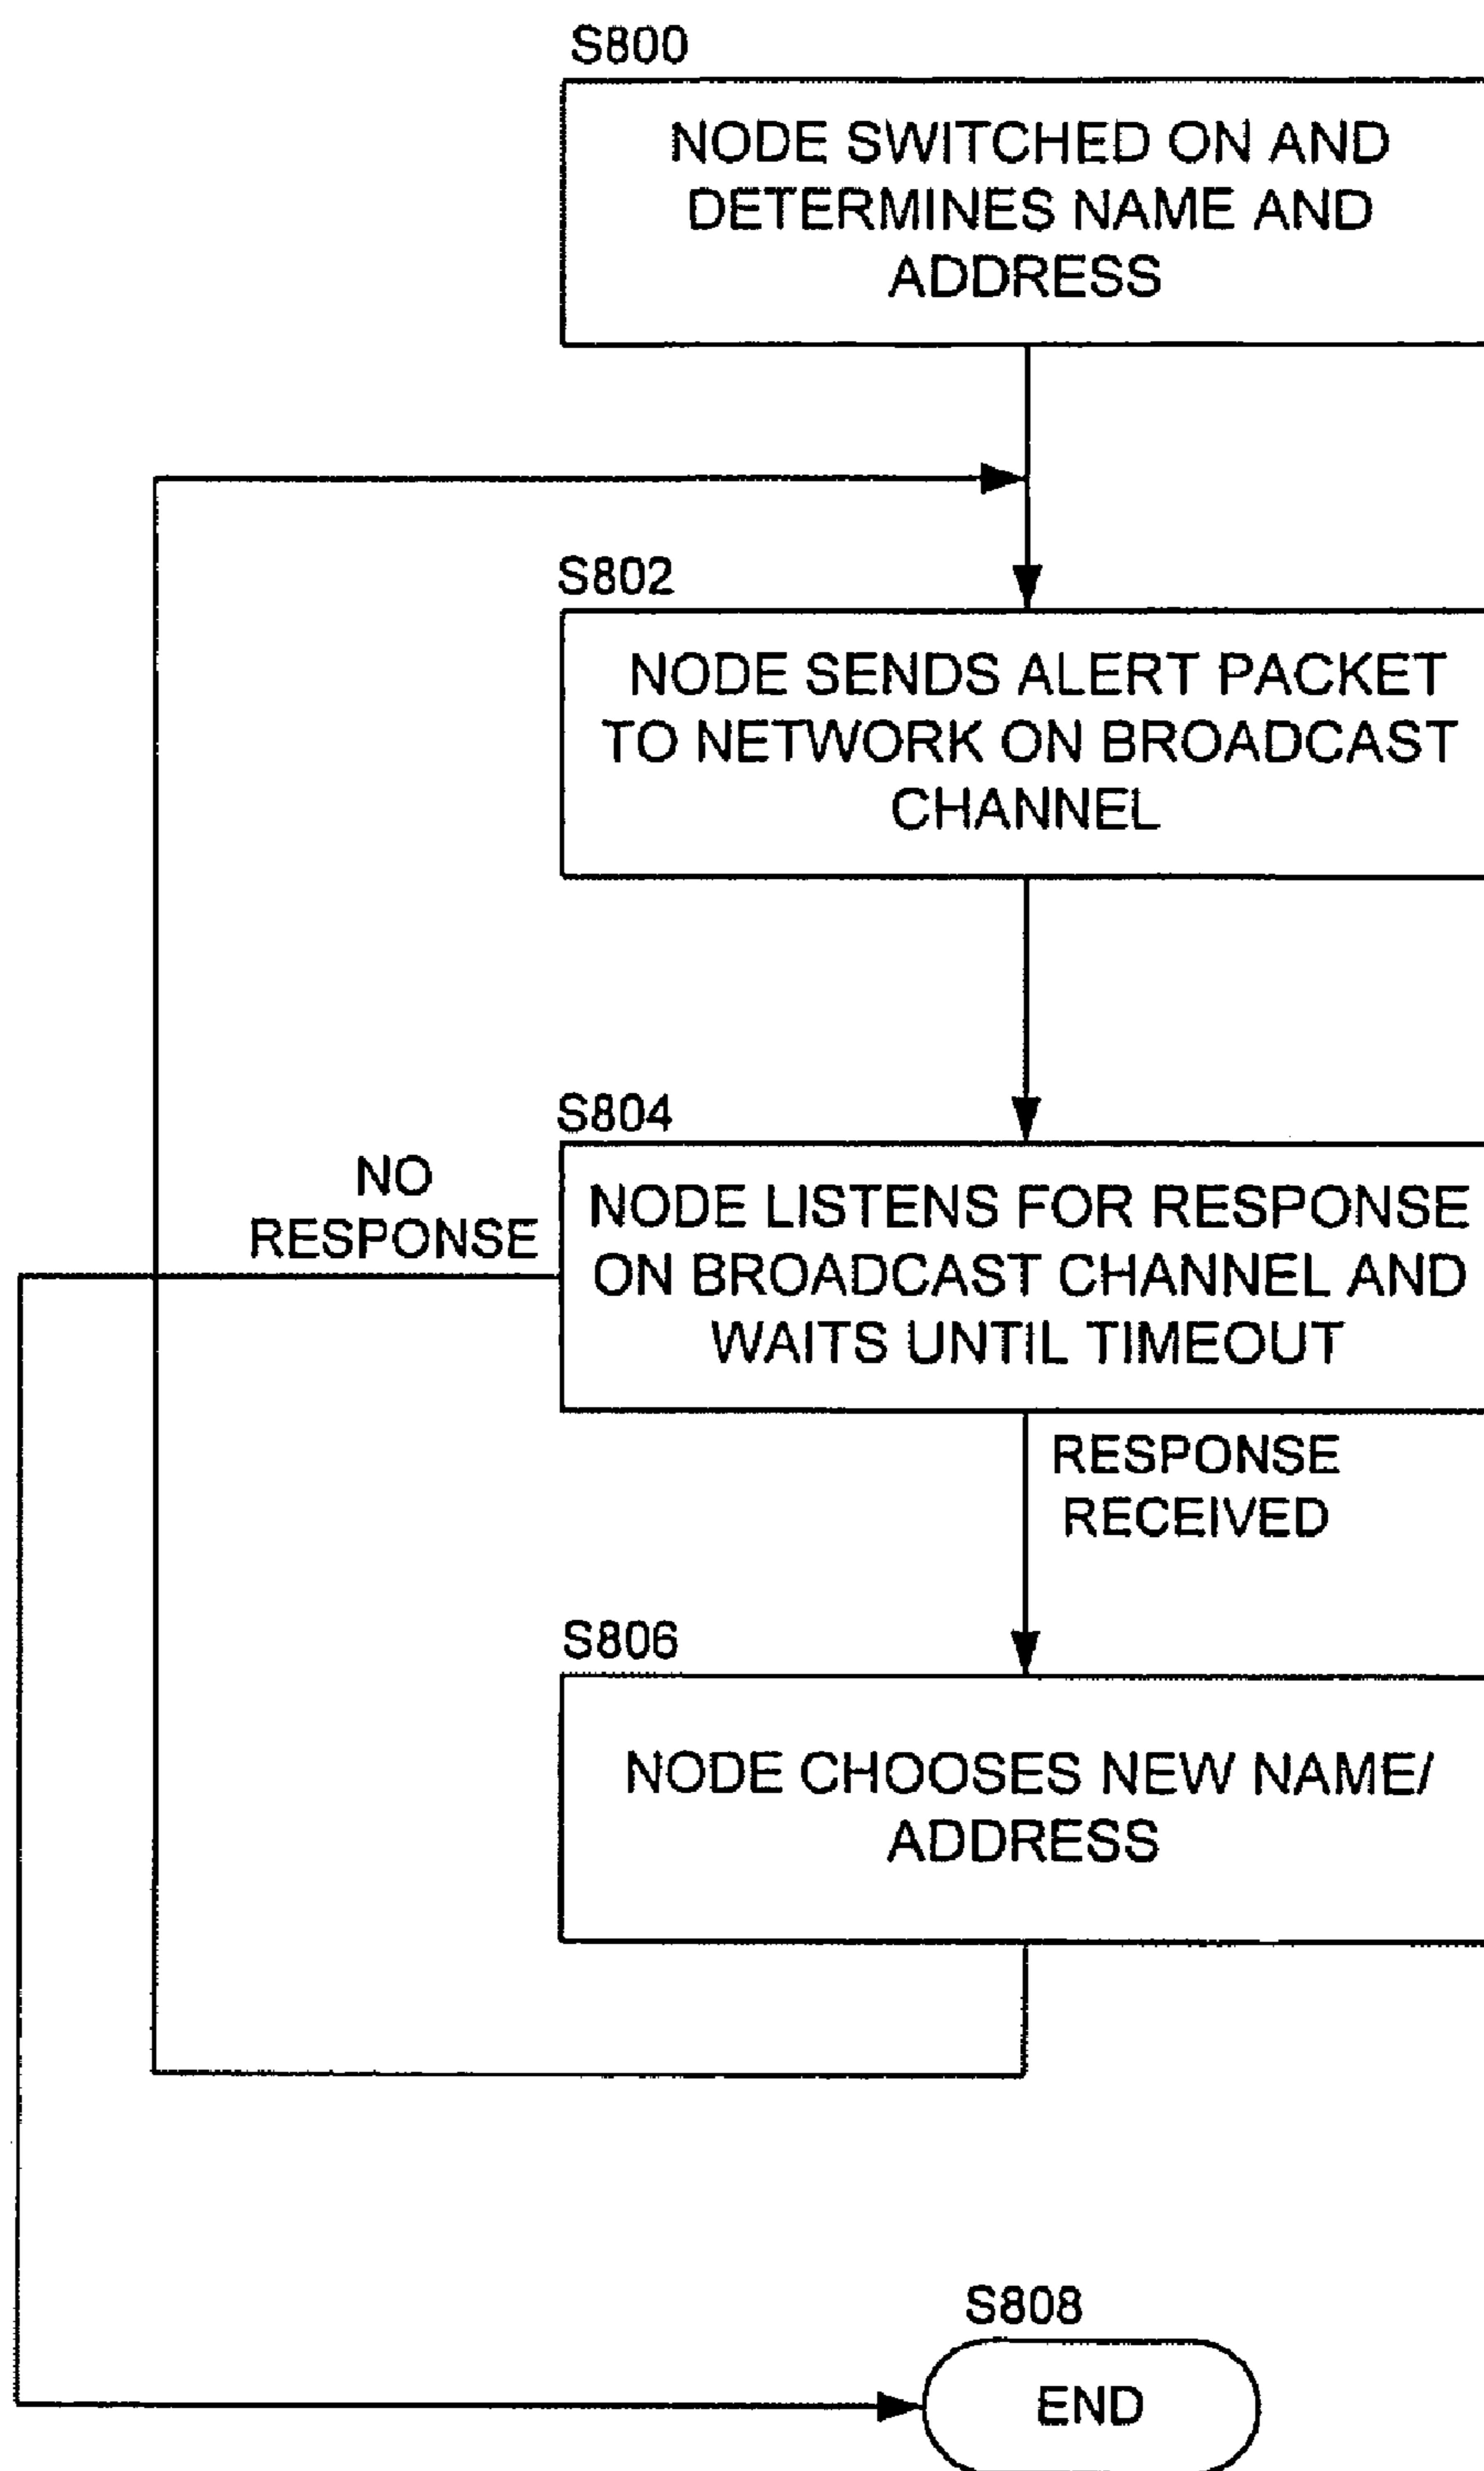 S800
NODE SWITCHED ON AND
DETERMINES NAME AND
ADDRESS
S802
NODE SENDS ALERT PACKET
TO NETWORK ON BROADCAST
CHANNEL
S804
NO
RESPONSE
NODE LISTENS FOR RESPONSE
ON BROADCAST CHANNEL AND
WAITS UNTIL TIMEOUT
RESPONSE
RECEIVED
S806
NODE CHOOSES NEW NAME/
ADDRESS
S808
END